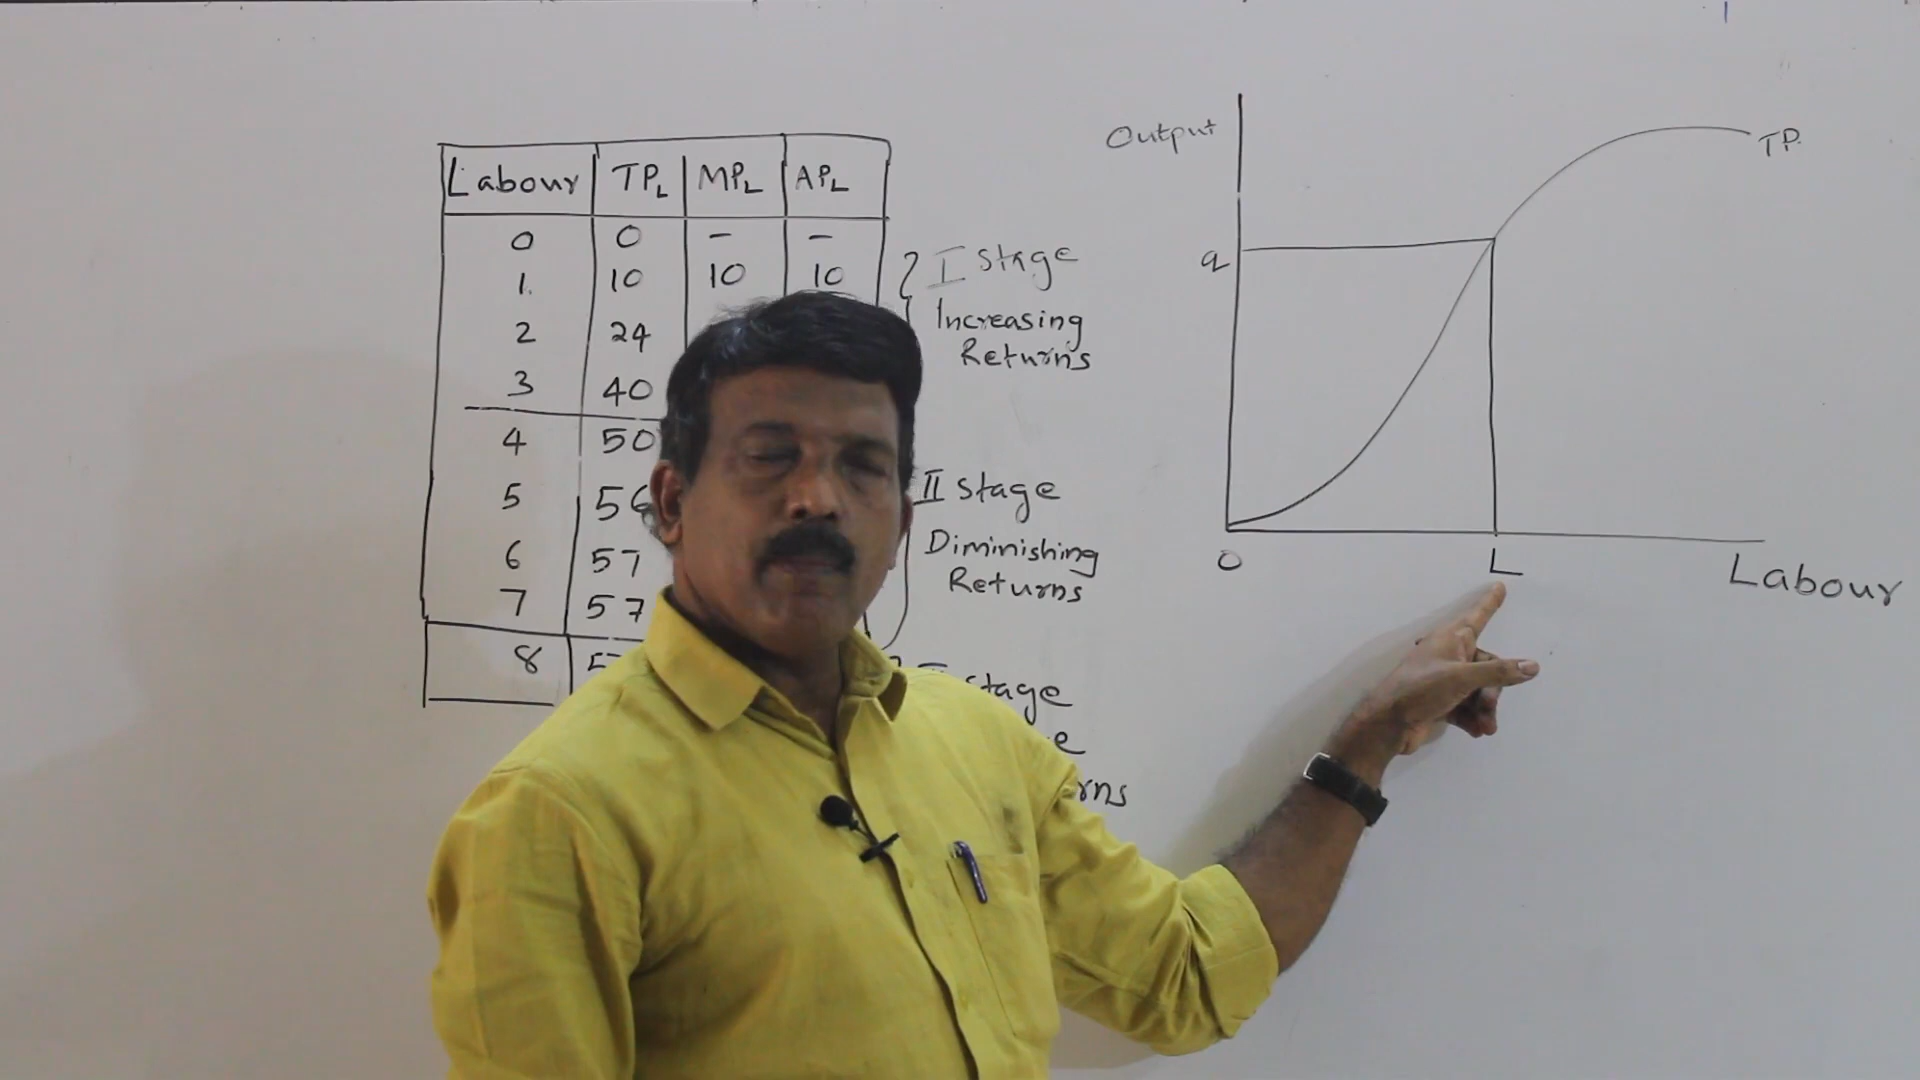 Labour TPL MPL APL
0 0 - -
1. 10 10 10
2 24
3 40
4 50
5 56
6 57
7 57
8
I Stage
Increasing
Returns
II Stage
Diminishing
Returns
Stage
Output
TP.
q
O
L
Labour